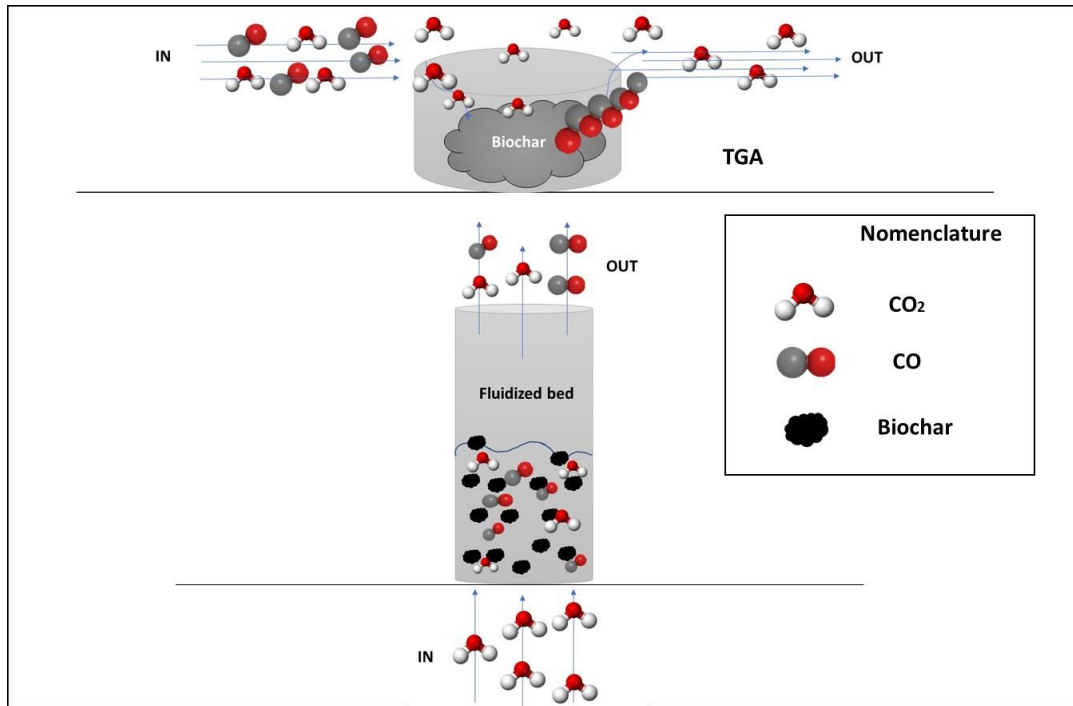 IN
OUT
Biochar
TGA
OUT
Nomenclature
CO₂
CO
Biochar
Fluidized bed
IN